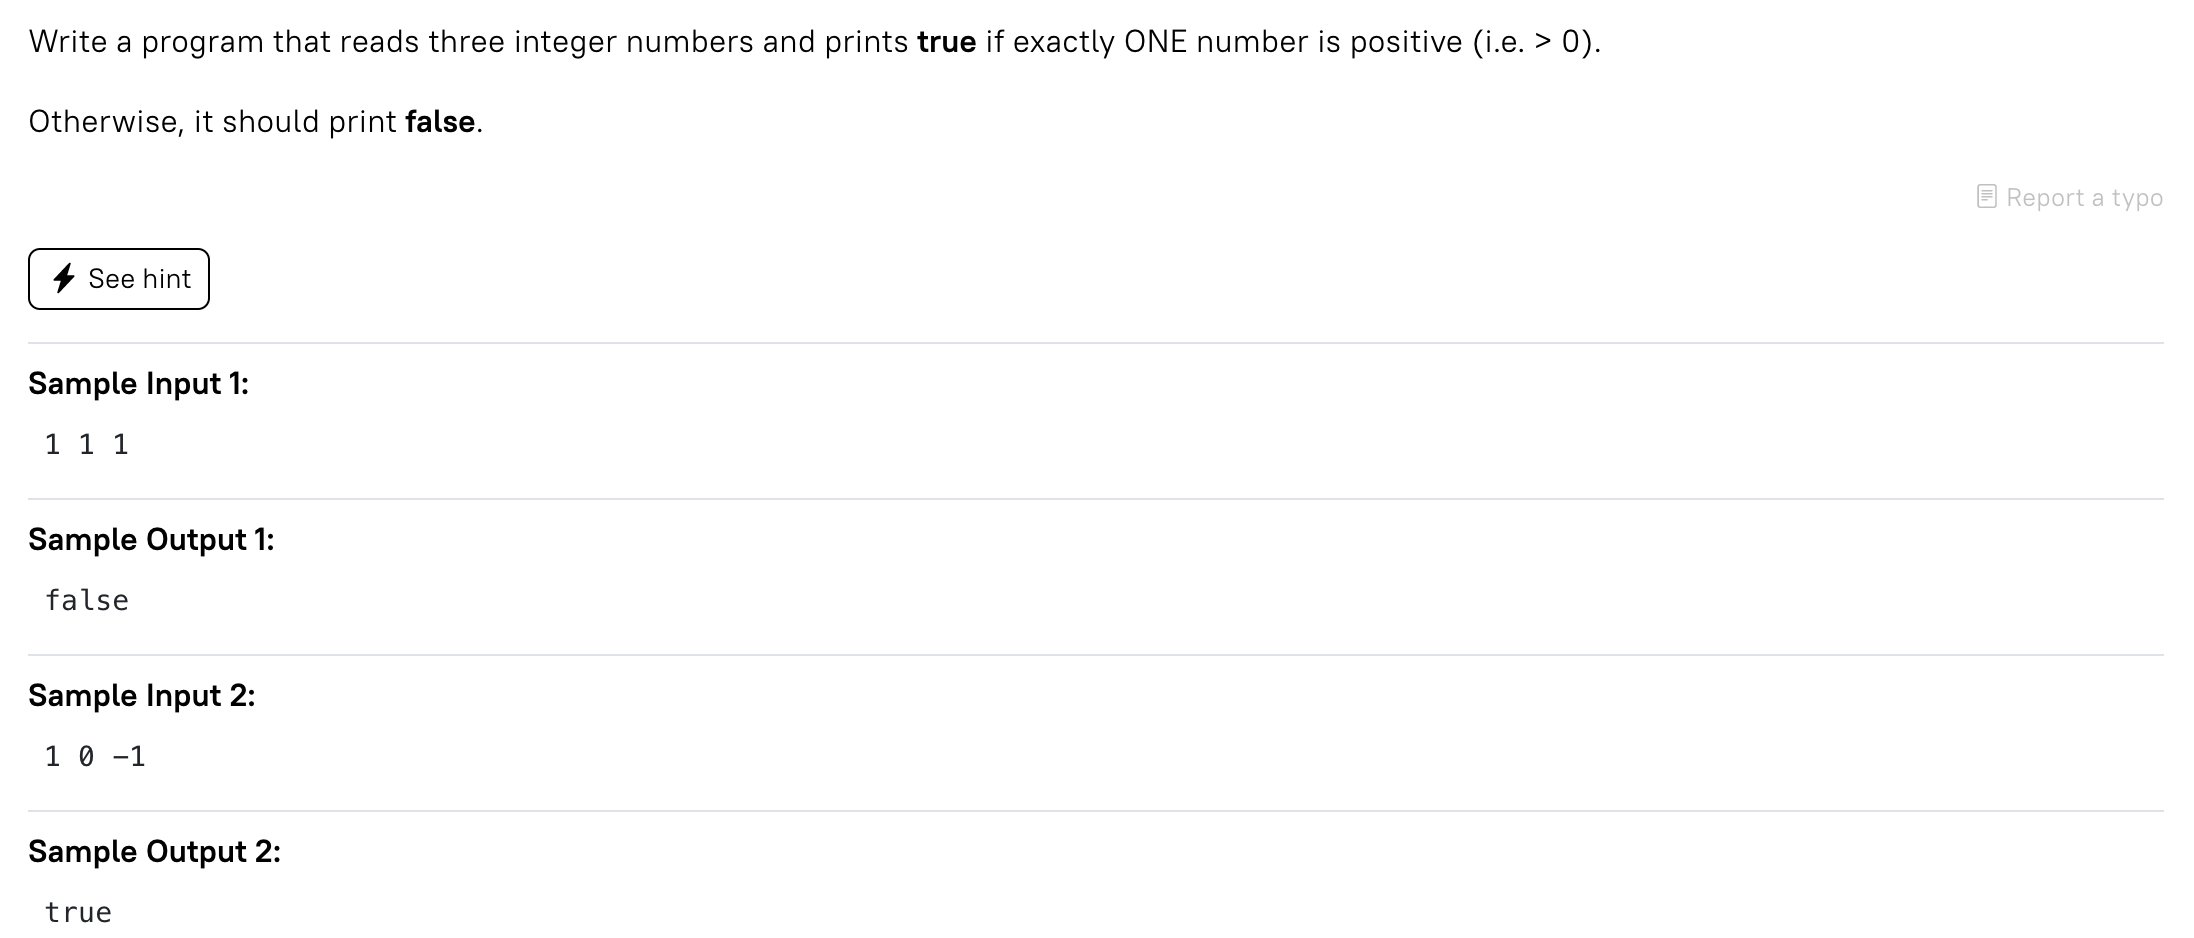 Write a program that reads three integer numbers and prints true if exactly ONE number is positive (i.e. > 0).
Otherwise, it should print false.
Report a typo
See hint
Sample Input 1:
1 1 1
Sample Output 1:
false
Sample Input 2:
1 0 -1
Sample Output 2:
true